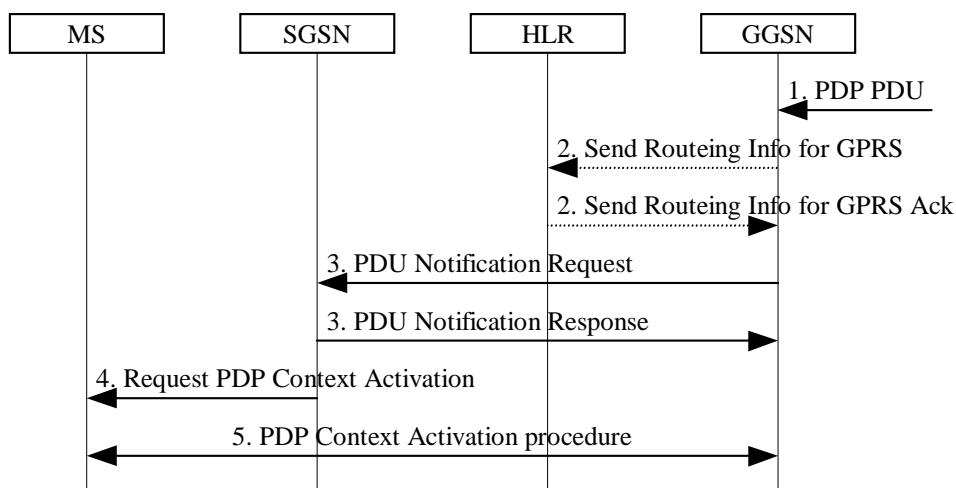 MS
SGSN
HLR
GGSN
1. PDP PDU
2. Send Routeing Info for GPRS
2. Send Routeing Info for GPRS Ack
3. PDU Notification Request
3. PDU Notification Response
4. Request PDP Context Activation
5. PDP Context Activation procedure